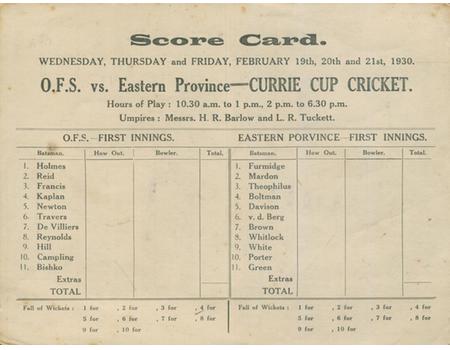 Score Card.
WEDNESDAY, THURSDAY and FRIDAY, FEBRUARY 19th, 20th and 21st, 1930.
O.F.S. vs. Eastern Province—CURRIE CUP CRICKET.
Hours of Play : 10.30 a.m. to 1 p.m., 2 p.m. to 6.30 p.m.
Umpires : Messrs. H. R. Barlow and L. R. Tuckett.
O.F.S.—FIRST INNINGS.
Batsman. How Out. Bowler. Total.
1. Holmes
2. Reid
3. Francis
4. Kaplan
5. Newton
6. Travers
7. De Villiers
8. Reynolds
9. Hill
10. Campling
11. Bishko
Extras
TOTAL
Fall of Wickets : 1 for , 2 for , 3 for , 4 for
5 for , 6 for , 7 for , 8 for
9 for , 10 for
EASTERN PORVINCE—FIRST INNINGS.
Batsman. How Out. Bowler. Total.
1. Furmidge
2. Mardon
3. Theophilus
4. Boltman
5. Davison
6. v. d. Berg
7. Brown
8. Whitlock
9. White
10. Porter
11. Green
Extras
TOTAL
Fall of Wickets : 1 for , 2 for , 3 for , 4 for
5 for , 6 for , 7 for , 8 for
9 for , 10 for